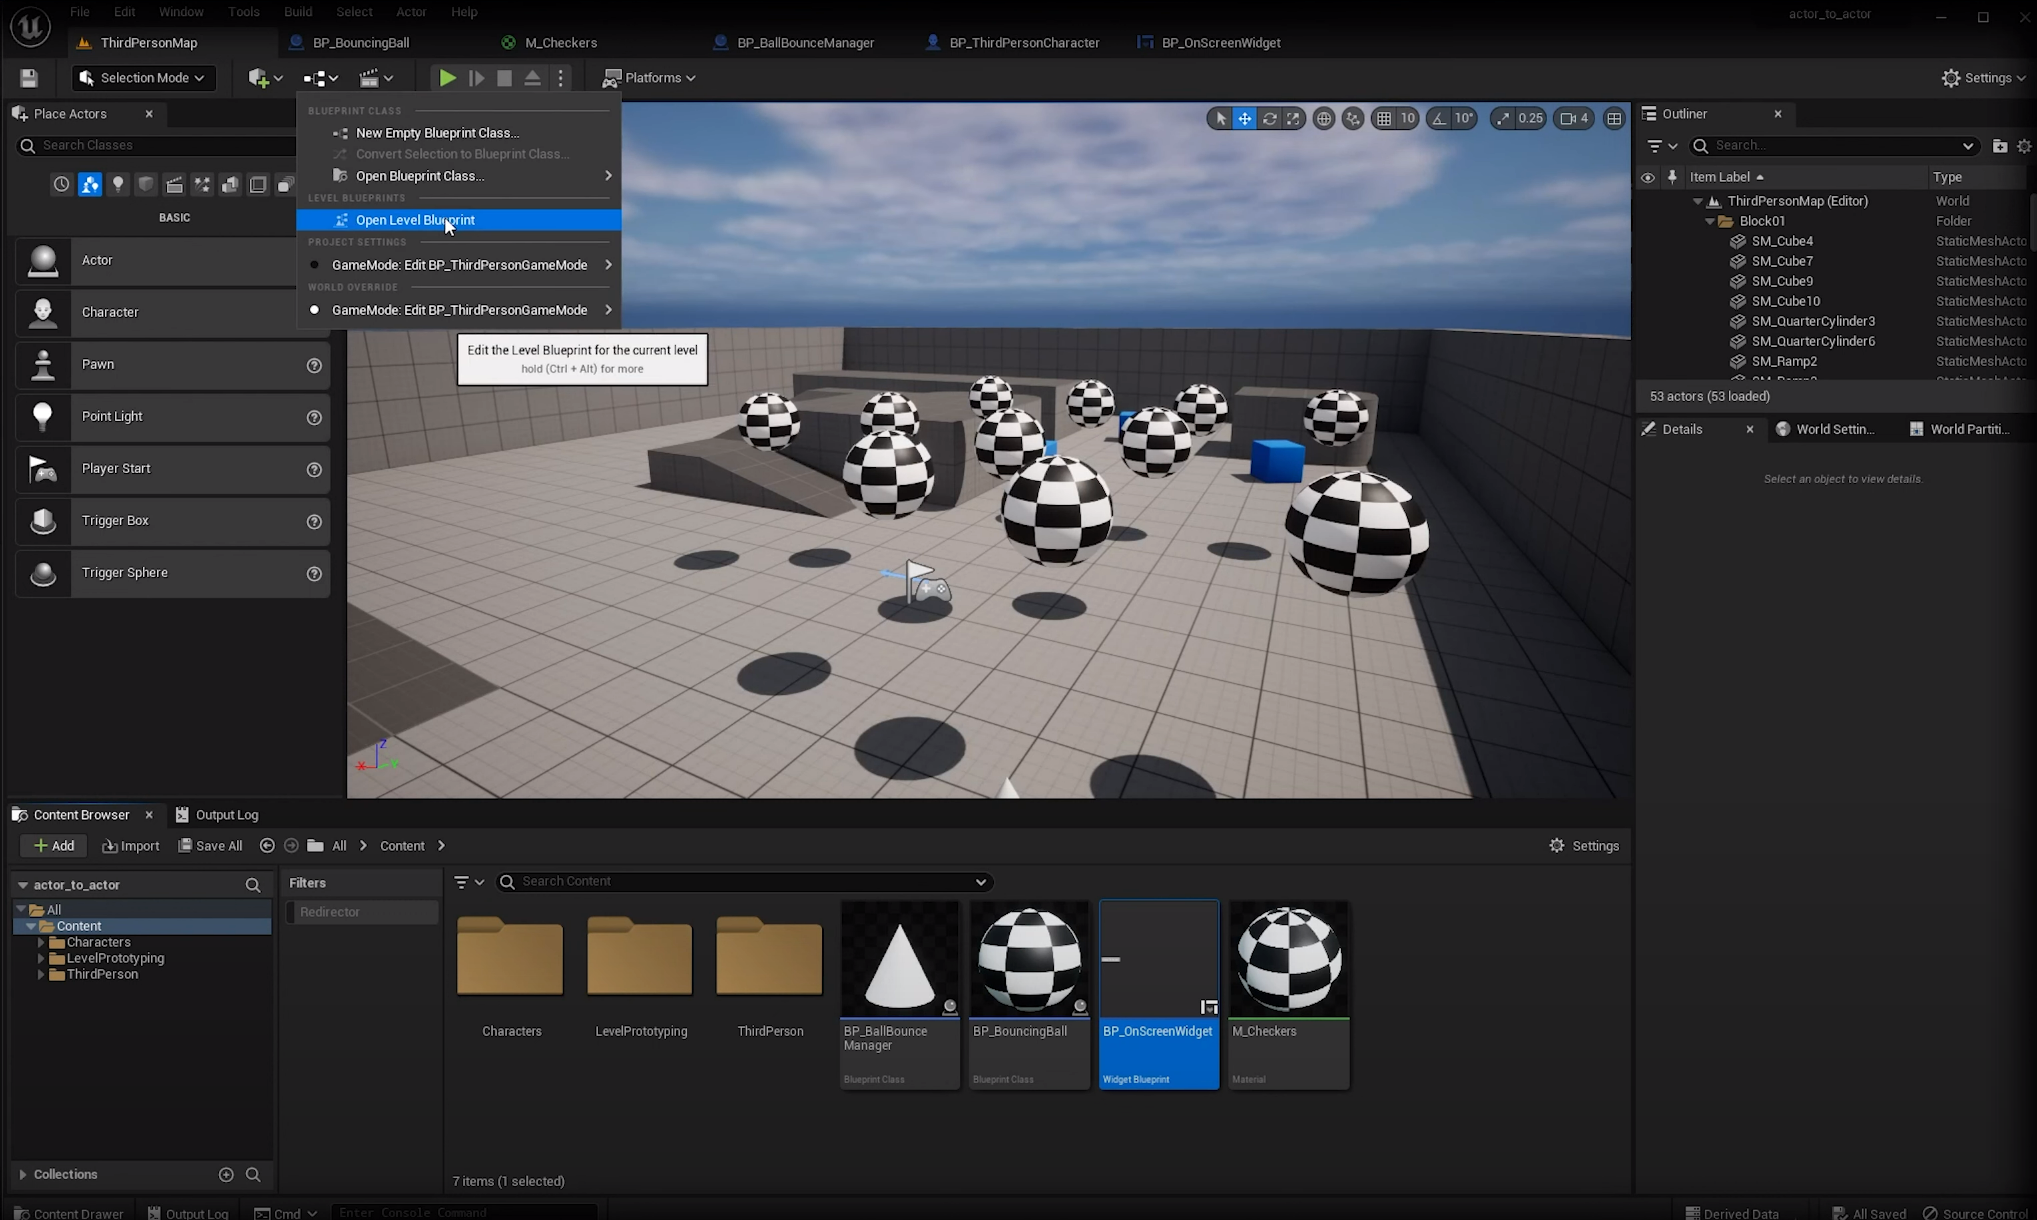 File Edit Window Tools Build Select Actor Help
actor_to_actor
ThirdPersonMap
BP_BouncingBall
M_Checkers
BP_BallBounceManager
BP_ThirdPersonCharacter
BP_OnScreenWidget
Selection Mode
Platforms
Settings
Place Actors
Search Classes
BASIC
Actor
Character
Pawn
Point Light
Player Start
Trigger Box
Trigger Sphere
BLUEPRINT CLASS
New Empty Blueprint Class...
Convert Selection to Blueprint Class...
Open Blueprint Class...
LEVEL BLUEPRINTS
Open Level Blueprint
PROJECT SETTINGS
GameMode: Edit BP_ThirdPersonGameMode
WORLD OVERRIDE
GameMode: Edit BP_ThirdPersonGameMode
Edit the Level Blueprint for the current level
hold (Ctrl + Alt) for more
10
10°
0.25
4
Z
X
Y
Outliner
Search...
Item Label
Type
ThirdPersonMap (Editor) World
Block01 Folder
SM_Cube4 StaticMeshActo
SM_Cube7 StaticMeshActo
SM_Cube9 StaticMeshActo
SM_Cube10 StaticMeshActo
SM_QuarterCylinder3 StaticMeshActo
SM_QuarterCylinder6 StaticMeshActo
SM_Ramp2 StaticMeshActo
53 actors (53 loaded)
Details
World Settin...
World Partiti...
Select an object to view details.
Content Browser
Output Log
Add
Import
Save All
All
Content
Settings
actor_to_actor
All
Content
Characters
LevelPrototyping
ThirdPerson
Collections
Filters
Redirector
Search Content
Characters
LevelPrototyping
ThirdPerson
BP_BallBounce
Manager
Blueprint Class
BP_BouncingBall
Blueprint Class
BP_OnScreenWidget
Widget Blueprint
M_Checkers
Material
7 items (1 selected)
Content Drawer
Output Log
Cmd
Enter Console Command
Derived Data
All Saved
Source Control